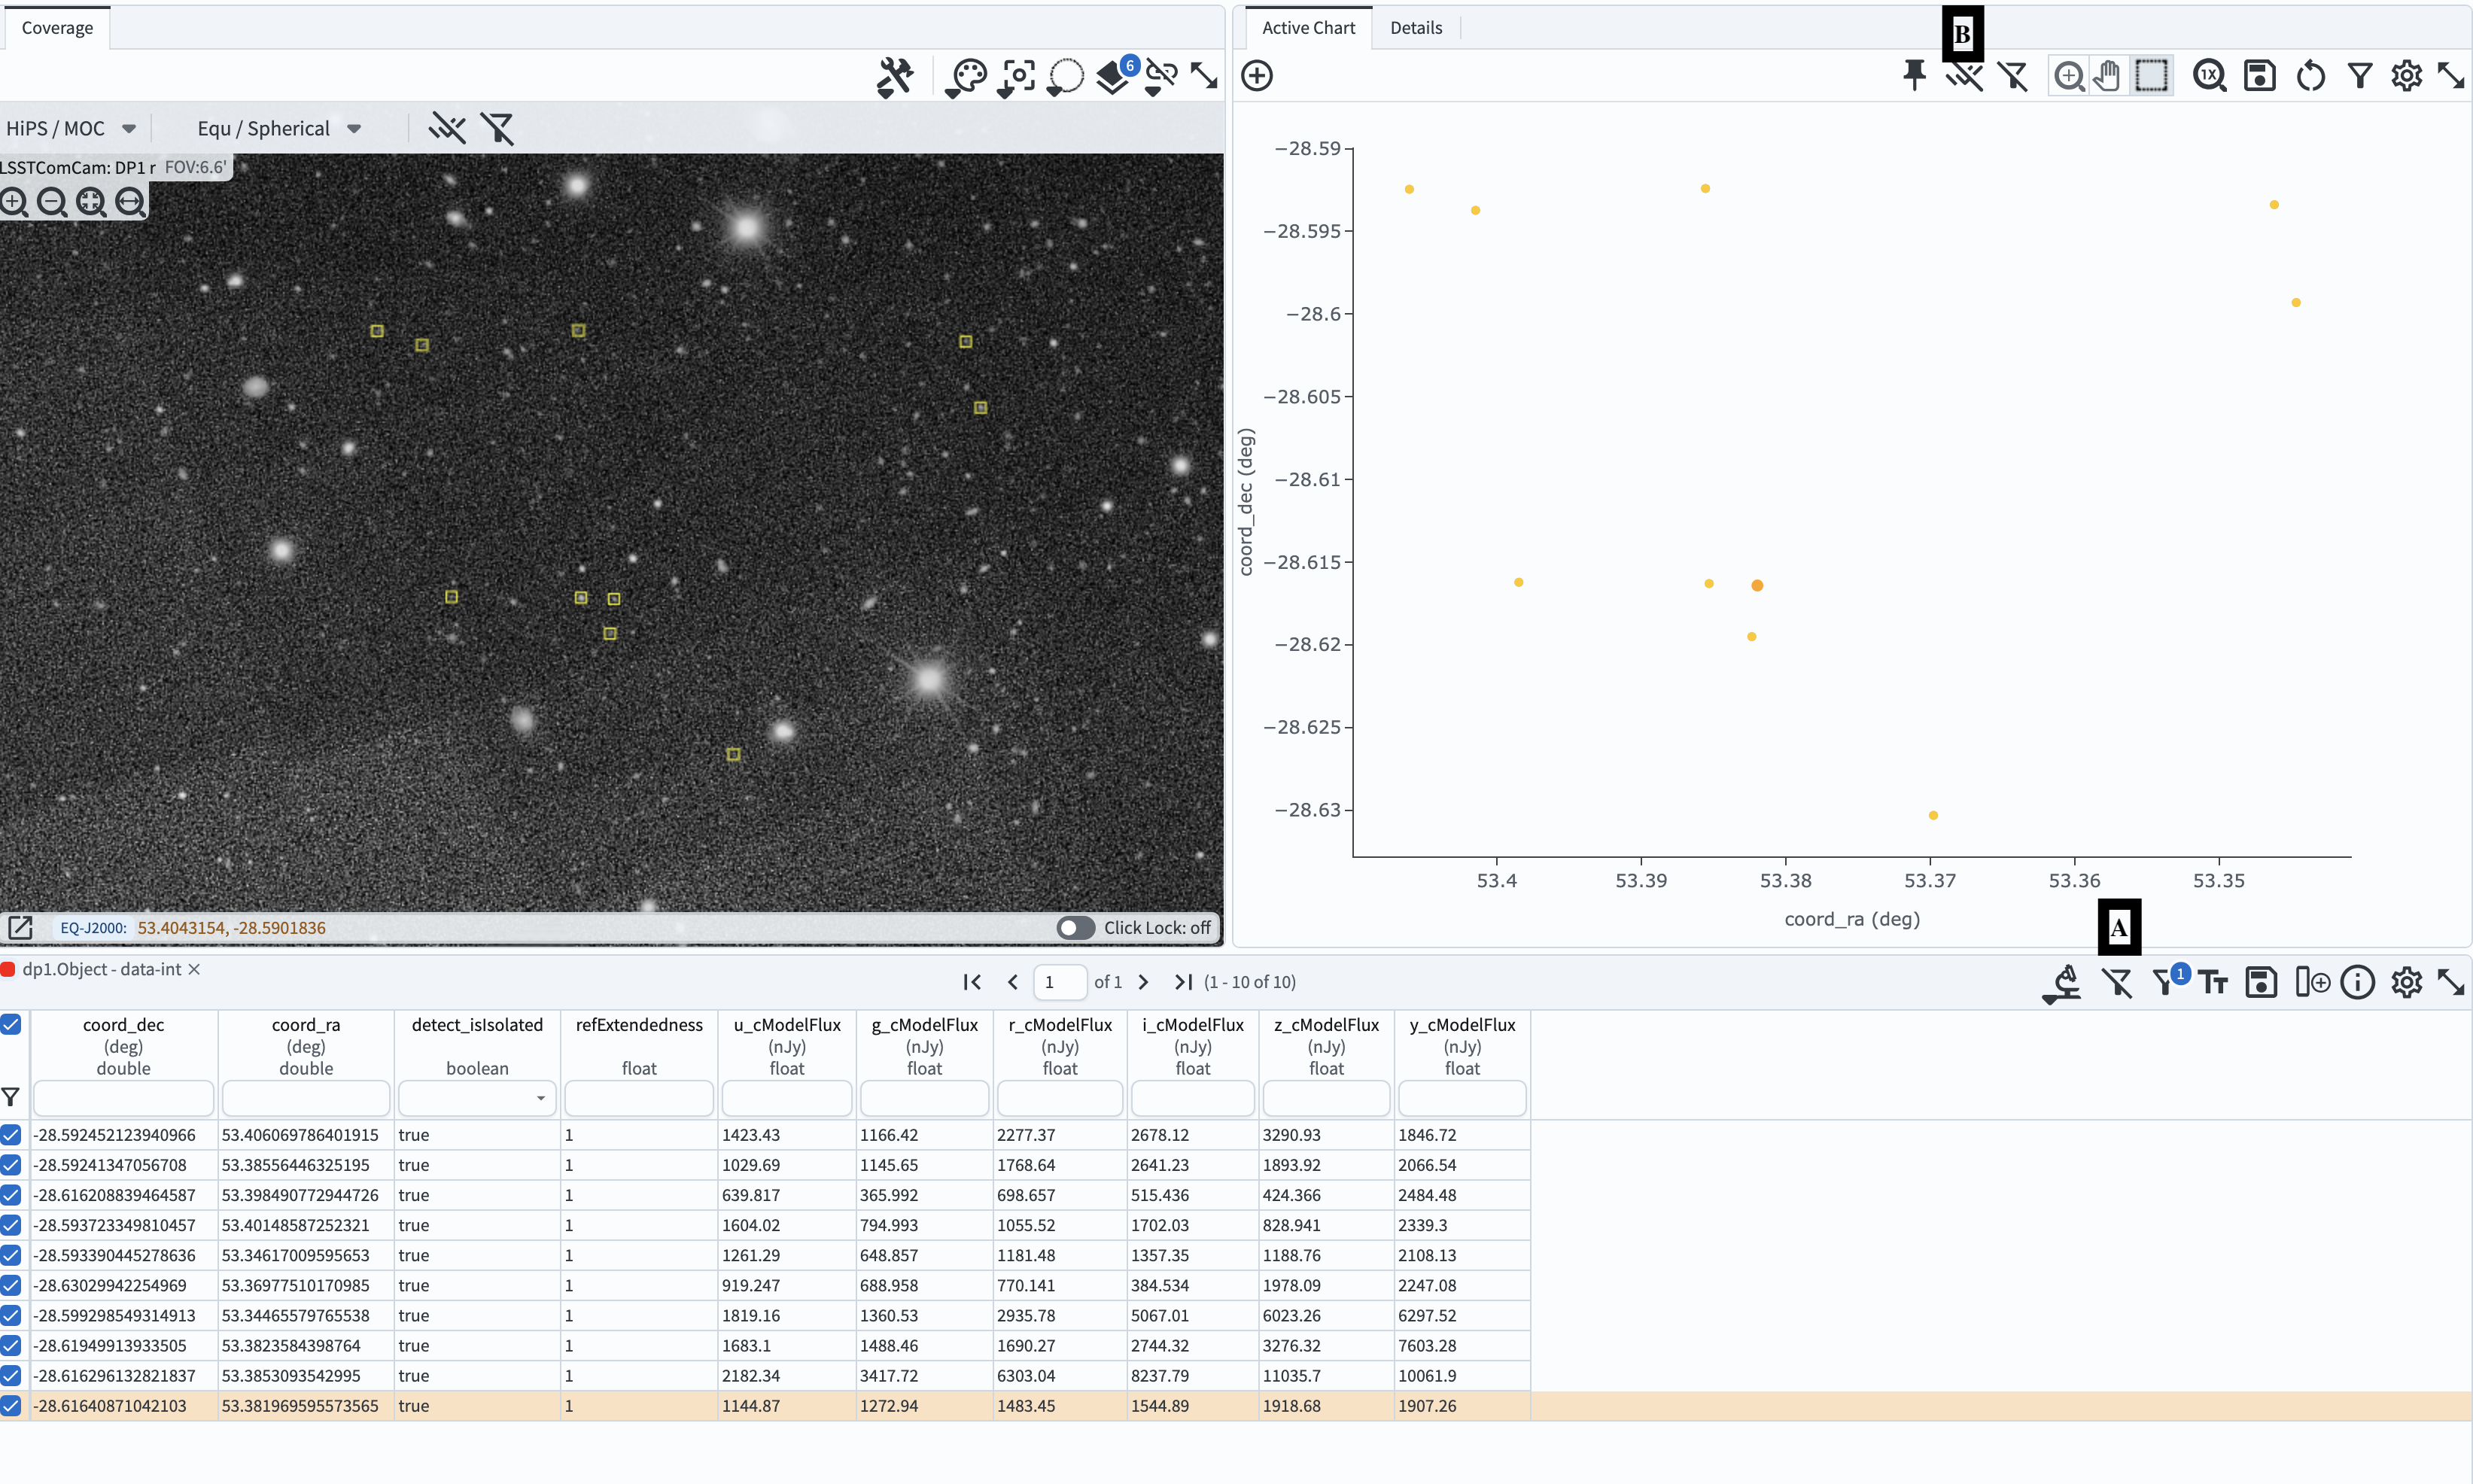 Coverage
6
HiPS / MOC Equ / Spherical
LSSTComCam: DP1 r FOV:6.6'
EQ-J2000: 53.4043154, -28.5901836 Click Lock: off
Active Chart Details
B
1X
−28.59
−28.595
−28.6
−28.605
−28.61
−28.615
−28.62
−28.625
−28.63
coord_dec (deg)
53.4 53.39 53.38 53.37 53.36 53.35
coord_ra (deg)
A
dp1.Object - data-int 1 of 1 (1 - 10 of 10) 1 Tт
coord_dec coord_ra detect_isIsolated refExtendedness u_cModelFlux g_cModelFlux r_cModelFlux i_cModelFlux z_cModelFlux y_cModelFlux
(deg) (deg) (nJy) (nJy) (nJy) (nJy) (nJy) (nJy)
double double boolean float float float float float float float
-28.592452123940966 53.406069786401915 true 1 1423.43 1166.42 2277.37 2678.12 3290.93 1846.72
-28.59241347056708 53.38556446325195 true 1 1029.69 1145.65 1768.64 2641.23 1893.92 2066.54
-28.616208839464587 53.398490772944726 true 1 639.817 365.992 698.657 515.436 424.366 2484.48
-28.593723349810457 53.40148587252321 true 1 1604.02 794.993 1055.52 1702.03 828.941 2339.3
-28.593390445278636 53.34617009595653 true 1 1261.29 648.857 1181.48 1357.35 1188.76 2108.13
-28.63029942254969 53.36977510170985 true 1 919.247 688.958 770.141 384.534 1978.09 2247.08
-28.599298549314913 53.34465579765538 true 1 1819.16 1360.53 2935.78 5067.01 6023.26 6297.52
-28.619499139335​05 53.3823584398764 true 1 1683.1 1488.46 1690.27 2744.32 3276.32 7603.28
-28.616296132821837 53.3853093542995 true 1 2182.34 3417.72 6303.04 8237.79 11035.7 10061.9
-28.61640871042103 53.381969595573565 true 1 1144.87 1272.94 1483.45 1544.89 1918.68 1907.26